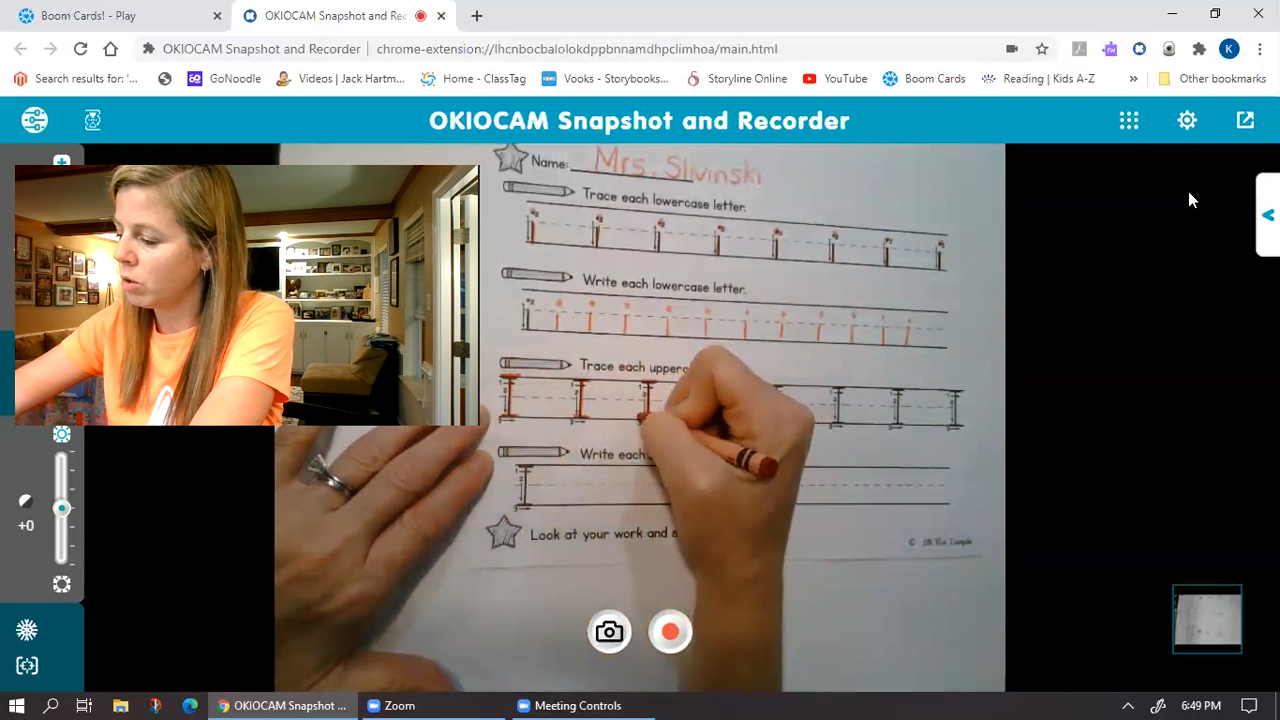 Boom Cards! - Play
OKIOCAM Snapshot and Rec
OKIOCAM Snapshot and Recorder
chrome-extension://lhcnbocbalolokdppbnnamdhpclimhoa/main.html
K
Search results for: '...
GoNoodle
Videos | Jack Hartm...
Home - ClassTag
Vooks - Storybooks...
Storyline Online
YouTube
Boom Cards
Reading | Kids A-Z
»
Other bookmarks
OKIOCAM Snapshot and Recorder
Name: Mrs. Slivinski
Trace each lowercase letter.
i i i i i i i i
Write each lowercase letter.
i i i i i i i i i i i i
Trace each upperc
I I I I I I
Write each
I
Look at your work and
+0
OKIOCAM Snapshot ...
Zoom
Meeting Controls
6:49 PM